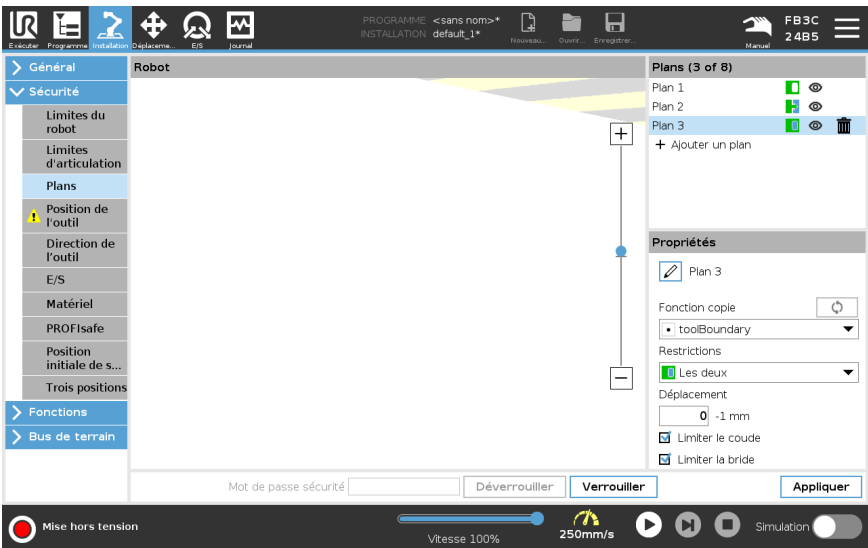 UR
PROGRAMME <sans nom>*
INSTALLATION default_1*
FB3C
24B5
Exécuter Programme Installation Déplaceme... E/S Journal
Nouveau... Ouvrir... Enregistrer...
Manuel
Général
Sécurité
Limites du
robot
Limites
d'articulation
Plans
Position de
l'outil
Direction de
l'outil
E/S
Matériel
PROFIsafe
Position
initiale de s...
Trois positions
Fonctions
Bus de terrain
Robot
Plans (3 of 8)
Plan 1
Plan 2
Plan 3
+ Ajouter un plan
Propriétés
Plan 3
Fonction copie
toolBoundary
Restrictions
Les deux
Déplacement
0 -1 mm
Limiter le coude
Limiter la bride
Mot de passe sécurité Déverrouiller Verrouiller Appliquer
Mise hors tension
Vitesse 100%
250mm/s
Simulation